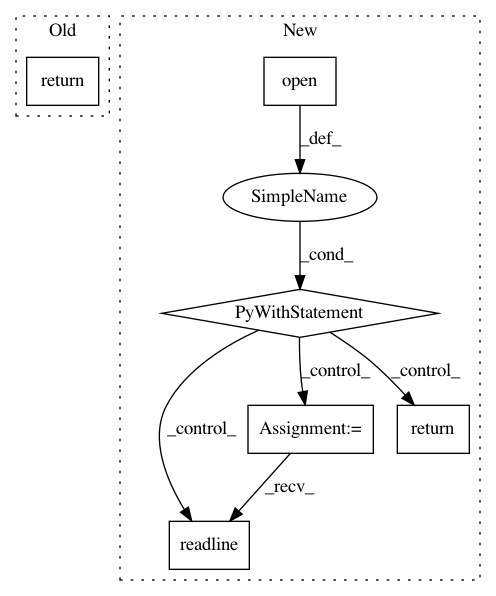 Old
New
return
open
_def_
SimpleName
_cond_
PyWithStatement
_control_
_control_
_control_
Assignment:=
return
_recv_
readline